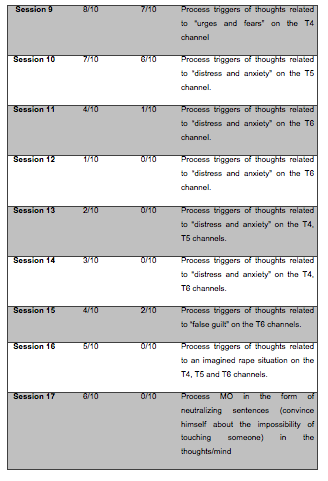 Session 9 8/10 7/10 Process triggers of thoughts related
to "urges and fears" on the T4
channel
Session 10 7/10 6/10 Process triggers of thoughts related
to "distress and anxiety" on the T5
channel.
Session 11 4/10 1/10 Process triggers of thoughts related
to "distress and anxiety" on the T6
channel.
Session 12 1/10 0/10 Process triggers of thoughts related
to "distress and anxiety" on the T6
channel.
Session 13 2/10 0/10 Process triggers of thoughts related
to "distress and anxiety" on the T4,
T5 channels.
Session 14 3/10 0/10 Process triggers of thoughts related
to "distress and anxiety" on the T4,
T6 channels.
Session 15 4/10 2/10 Process triggers of thoughts related
to "false guilt" on the T6 channels.
Session 16 5/10 0/10 Process triggers of thoughts related
to an imagined rape situation on the
T4, T5 and T6 channels.
Session 17 6/10 0/10 Process MO in the form of
neutralizing sentences (convince
himself about the impossibility of
touching someone) in the
thoughts/mind